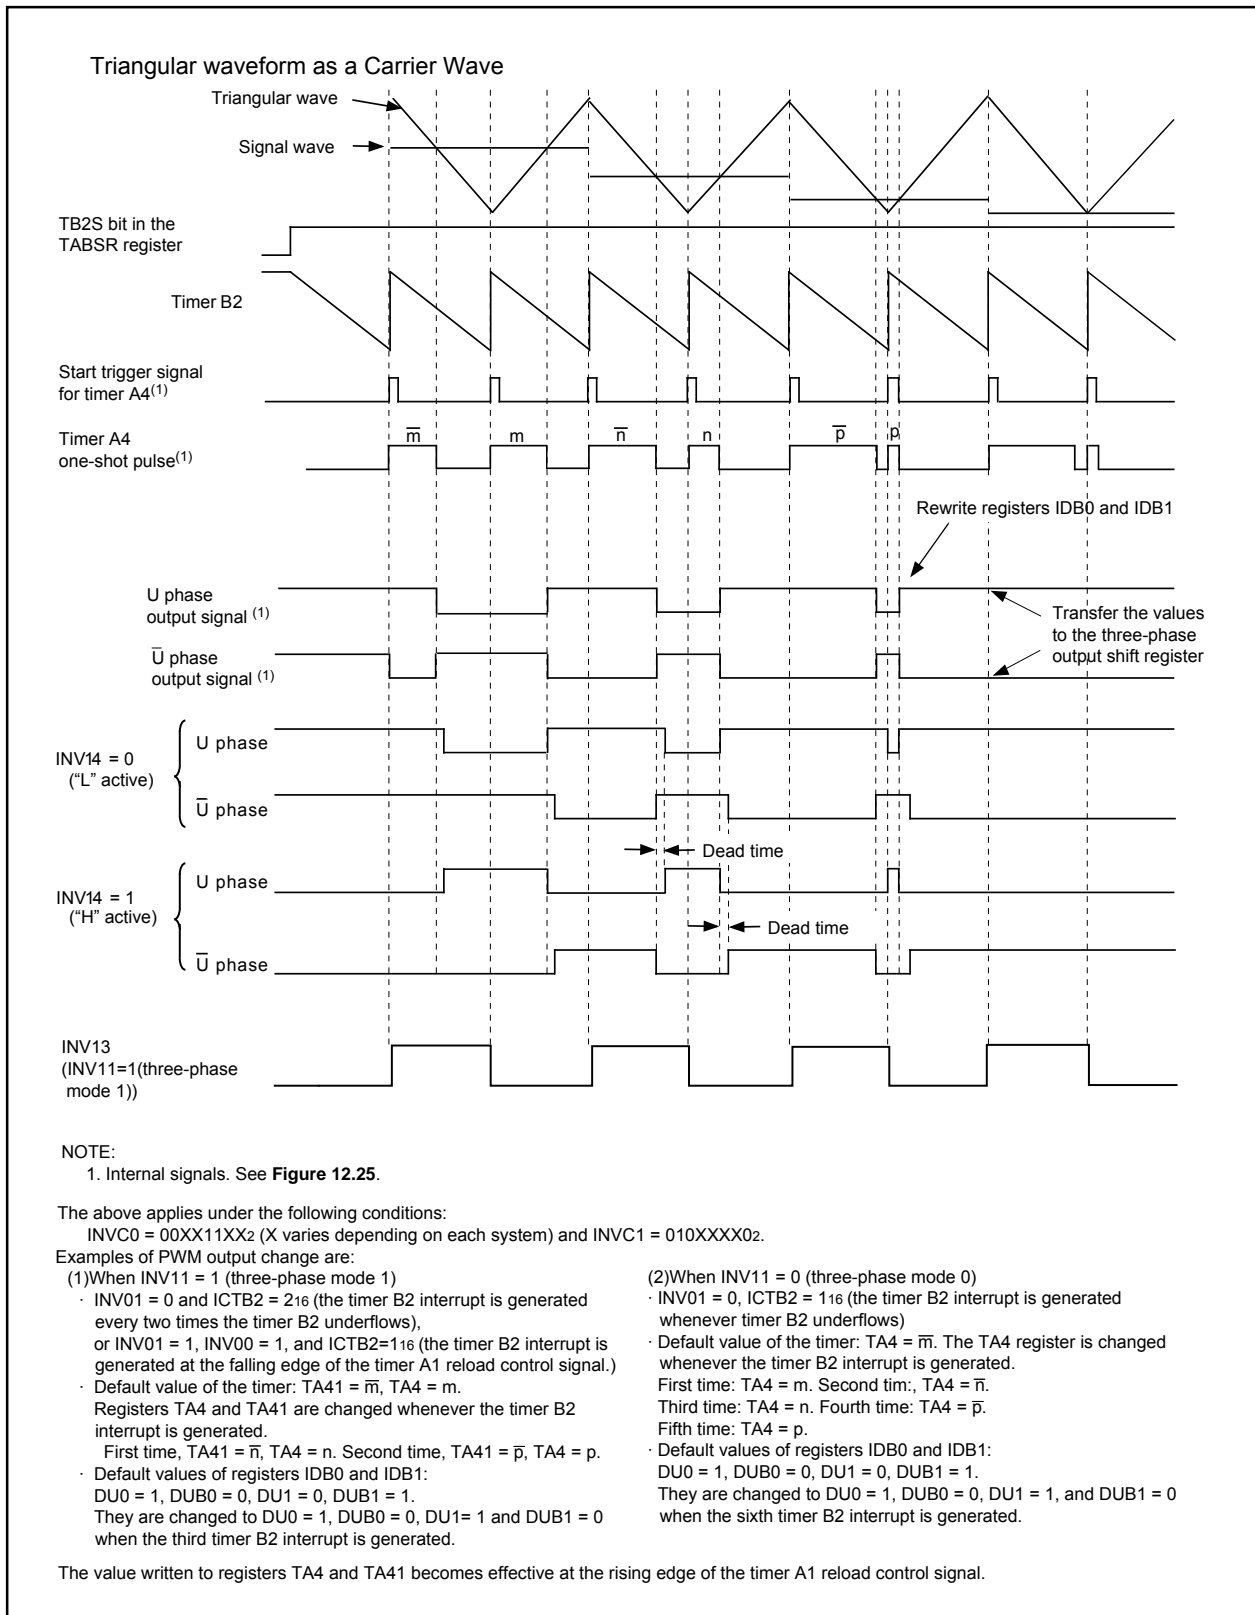 Triangular waveform as a Carrier Wave
Triangular wave
Signal wave
TB2S bit in the
TABSR register
Timer B2
Start trigger signal
for timer A4(1)
Timer A4
one-shot pulse(1)
m̅
m
n̅
n
p̅
p
Rewrite registers IDB0 and IDB1
U phase
output signal (1)
Transfer the values
to the three-phase
output shift register
U̅ phase
output signal (1)
INV14 = 0
(“L” active)
U phase
U̅ phase
Dead time
INV14 = 1
(“H” active)
U phase
Dead time
U̅ phase
INV13
(INV11=1(three-phase
mode 1))
NOTE:
1. Internal signals. See Figure 12.25.
The above applies under the following conditions:
INVC0 = 00XX11XX2 (X varies depending on each system) and INVC1 = 010XXXX02.
Examples of PWM output change are:
(1)When INV11 = 1 (three-phase mode 1)
· INV01 = 0 and ICTB2 = 216 (the timer B2 interrupt is generated
every two times the timer B2 underflows),
or INV01 = 1, INV00 = 1, and ICTB2=116 (the timer B2 interrupt is
generated at the falling edge of the timer A1 reload control signal.)
· Default value of the timer: TA41 = m̅, TA4 = m.
Registers TA4 and TA41 are changed whenever the timer B2
interrupt is generated.
First time, TA41 = n̅, TA4 = n. Second time, TA41 = p̅, TA4 = p.
· Default values of registers IDB0 and IDB1:
DU0 = 1, DUB0 = 0, DU1 = 0, DUB1 = 1.
They are changed to DU0 = 1, DUB0 = 0, DU1= 1 and DUB1 = 0
when the third timer B2 interrupt is generated.
(2)When INV11 = 0 (three-phase mode 0)
· INV01 = 0, ICTB2 = 116 (the timer B2 interrupt is generated
whenever timer B2 underflows)
· Default value of the timer: TA4 = m̅. The TA4 register is changed
whenever the timer B2 interrupt is generated.
First time: TA4 = m. Second tim:, TA4 = n̅.
Third time: TA4 = n. Fourth time: TA4 = p̅.
Fifth time: TA4 = p.
· Default values of registers IDB0 and IDB1:
DU0 = 1, DUB0 = 0, DU1 = 0, DUB1 = 1.
They are changed to DU0 = 1, DUB0 = 0, DU1 = 1, and DUB1 = 0
when the sixth timer B2 interrupt is generated.
The value written to registers TA4 and TA41 becomes effective at the rising edge of the timer A1 reload control signal.